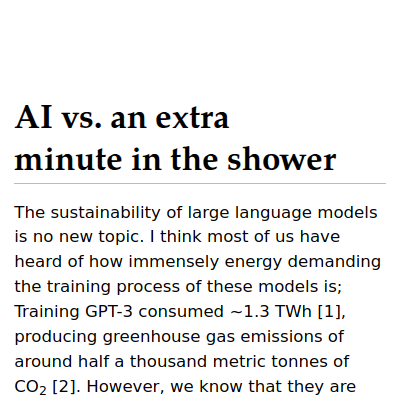 AI vs. an extra
minute in the shower
The sustainability of large language models
is no new topic. I think most of us have
heard of how immensely energy demanding
the training process of these models is;
Training GPT-3 consumed ~1.3 TWh [1],
producing greenhouse gas emissions of
around half a thousand metric tonnes of
CO₂ [2]. However, we know that they are